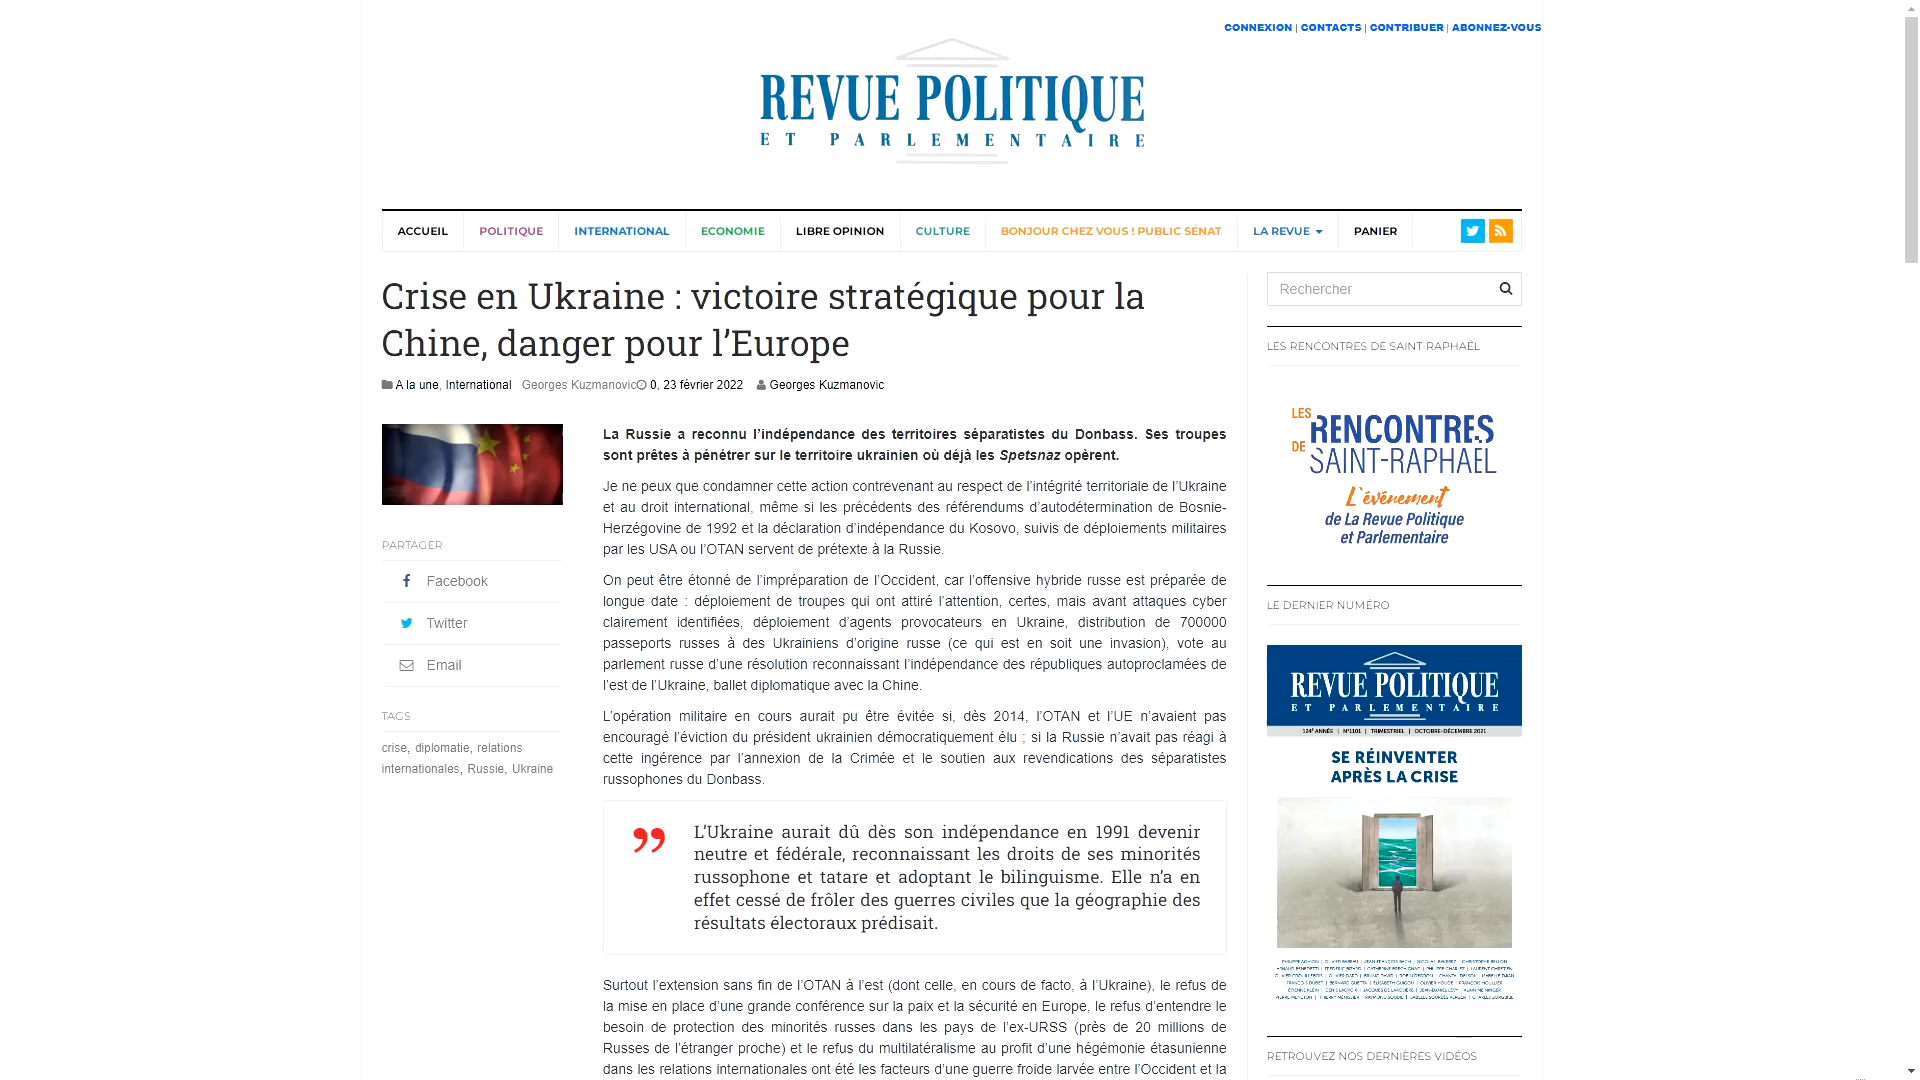 CONNEXION | CONTACTS | CONTRIBUER | ABONNEZ-VOUS
REVUE POLITIQUE
ET PARLEMENTAIRE
ACCUEIL POLITIQUE INTERNATIONAL ECONOMIE LIBRE OPINION CULTURE BONJOUR CHEZ VOUS ! PUBLIC SÉNAT LA REVUE PANIER
Crise en Ukraine : victoire stratégique pour la
Chine, danger pour l’Europe
A la une, International Georges Kuzmanovic 0, 23 février 2022 Georges Kuzmanovic
PARTAGER
Facebook
Twitter
Email
TAGS
crise, diplomatie, relations
internationales, Russie, Ukraine
La Russie a reconnu l’indépendance des territoires séparatistes du Donbass. Ses troupes
sont prêtes à pénétrer sur le territoire ukrainien où déjà les Spetsnaz opèrent.
Je ne peux que condamner cette action contrevenant au respect de l’intégrité territoriale de l’Ukraine
et au droit international, même si les précédents des référendums d’autodétermination de Bosnie-
Herzégovine de 1992 et la déclaration d’indépendance du Kosovo, suivis de déploiements militaires
par les USA ou l’OTAN servent de prétexte à la Russie.
On peut être étonné de l’impréparation de l’Occident, car l’offensive hybride russe est préparée de
longue date : déploiement de troupes qui ont attiré l’attention, certes, mais avant attaques cyber
clairement identifiées, déploiement d’agents provocateurs en Ukraine, distribution de 700000
passeports russes à des Ukrainiens d’origine russe (ce qui est en soit une invasion), vote au
parlement russe d’une résolution reconnaissant l’indépendance des républiques autoproclamées de
l’est de l’Ukraine, ballet diplomatique avec la Chine.
L’opération militaire en cours aurait pu être évitée si, dès 2014, l’OTAN et l’UE n’avaient pas
encouragé l’éviction du président ukrainien démocratiquement élu ; si la Russie n’avait pas réagi à
cette ingérence par l’annexion de la Crimée et le soutien aux revendications des séparatistes
russophones du Donbass.
L’Ukraine aurait dû dès son indépendance en 1991 devenir
neutre et fédérale, reconnaissant les droits de ses minorités
russophone et tatare et adoptant le bilinguisme. Elle n’a en
effet cessé de frôler des guerres civiles que la géographie des
résultats électoraux prédisait.
Surtout l’extension sans fin de l’OTAN à l’est (dont celle, en cours de facto, à l’Ukraine), le refus de
la mise en place d’une grande conférence sur la paix et la sécurité en Europe, le refus d’entendre le
besoin de protection des minorités russes dans les pays de l’ex-URSS (près de 20 millions de
Russes de l’étranger proche) et le refus du multilatéralisme au profit d’une hégémonie étasunienne
dans les relations internationales ont été les facteurs d’une guerre froide larvée entre l’Occident et la
Rechercher
LES RENCONTRES DE SAINT-RAPHAËL
LES RENCONTRES
DE SAINT-RAPHAËL
L'événement
de La Revue Politique
et Parlementaire
LE DERNIER NUMÉRO
REVUE POLITIQUE
ET PARLEMENTAIRE
124e ANNÉE | N°1101 | TRIMESTRIEL | OCTOBRE-DÉCEMBRE 2021
SE RÉINVENTER
APRÈS LA CRISE
RETROUVEZ NOS DERNIÈRES VIDÉOS